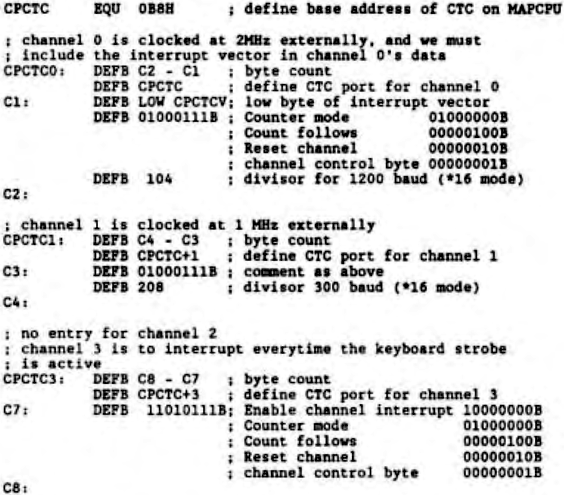 CPCTC EQU 0B8H ; define base address of CTC on MAPCPU
; channel 0 is clocked at 2MHz externally, and we must
; include the interrupt vector in channel 0's data
CPCTC0: DEFB C2 - C1 ; byte count
DEFB CPCTC ; define CTC port for channel 0
C1: DEFB LOW CPCTCV; low byte of interrupt vector
DEFB 01000111B ; Counter mode 01000000B
; Count follows 00000100B
; Reset channel 00000010B
; channel control byte 00000001B
DEFB 104 ; divisor for 1200 baud (*16 mode)
C2:
; channel 1 is clocked at 1 MHz externally
CPCTC1: DEFB C4 - C3 ; byte count
DEFB CPCTC+1 ; define CTC port for channel 1
C3: DEFB 01000111B ; comment as above
DEFB 208 ; divisor 300 baud (*16 mode)
C4:
; no entry for channel 2
; channel 3 is to interrupt everytime the keyboard strobe
; is active
CPCTC3: DEFB C8 - C7 ; byte count
DEFB CPCTC+3 ; define CTC port for channel 3
C7: DEFB 11010111B; Enable channel interrupt 10000000B
; Counter mode 01000000B
; Count follows 00000100B
; Reset channel 00000010B
; channel control byte 00000001B
C8: